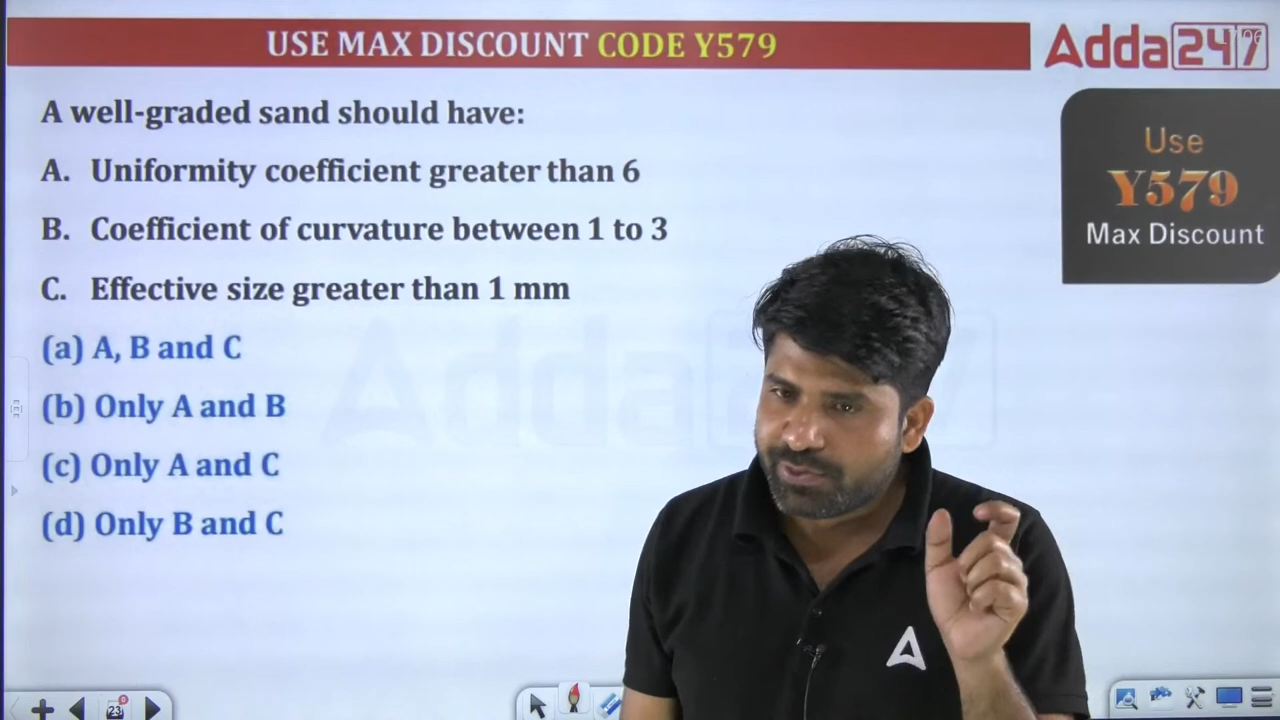 USE MAX DISCOUNT CODE Y579
Adda247
Use
Y579
Max Discount
A well-graded sand should have:
A. Uniformity coefficient greater than 6
B. Coefficient of curvature between 1 to 3
C. Effective size greater than 1 mm
(a) A, B and C
(b) Only A and B
(c) Only A and C
(d) Only B and C
23